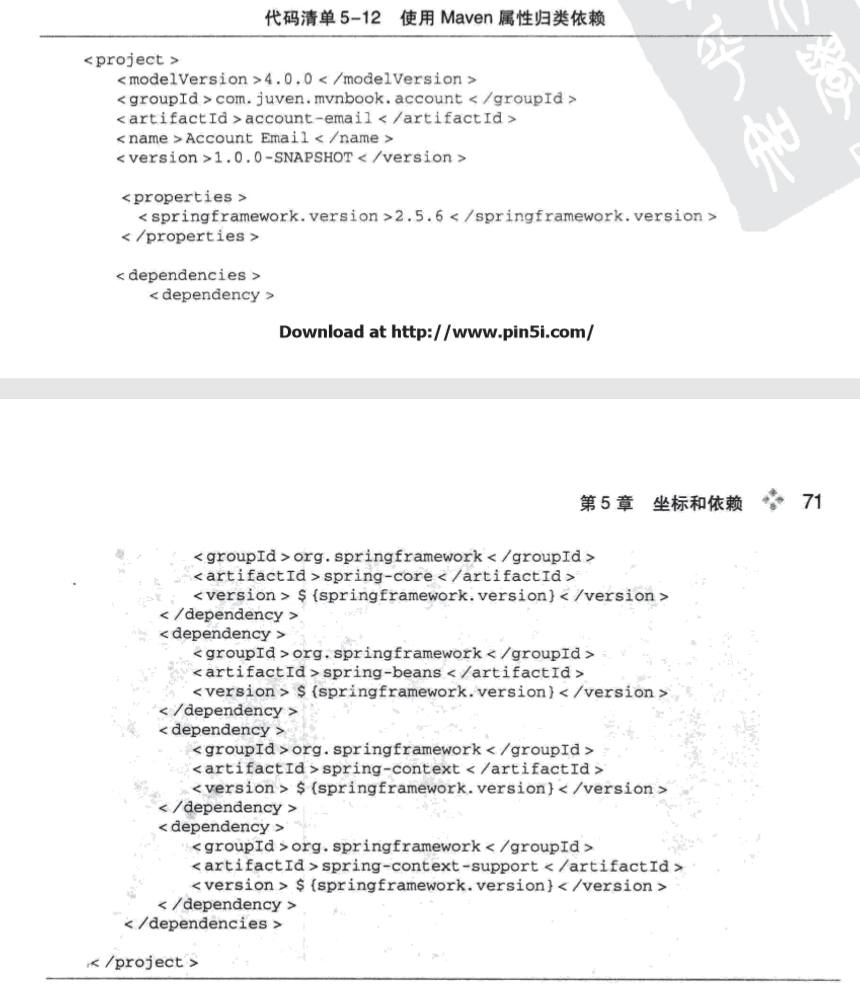 代码清单 5-12 使用 Maven 属性归类依赖
<project>
<modelVersion>4.0.0</modelVersion>
<groupId>com.juven.mvnbook.account</groupId>
<artifactId>account-email</artifactId>
<name>Account Email</name>
<version>1.0.0-SNAPSHOT</version>
<properties>
<springframework.version>2.5.6</springframework.version>
</properties>
<dependencies>
<dependency>
Download at http://www.pin5i.com/
第 5 章 坐标和依赖 71
<groupId>org.springframework</groupId>
<artifactId>spring-core</artifactId>
<version>${springframework.version}</version>
</dependency>
<dependency>
<groupId>org.springframework</groupId>
<artifactId>spring-beans</artifactId>
<version>${springframework.version}</version>
</dependency>
<dependency>
<groupId>org.springframework</groupId>
<artifactId>spring-context</artifactId>
<version>${springframework.version}</version>
</dependency>
<dependency>
<groupId>org.springframework</groupId>
<artifactId>spring-context-support</artifactId>
<version>${springframework.version}</version>
</dependency>
</dependencies>
</project>